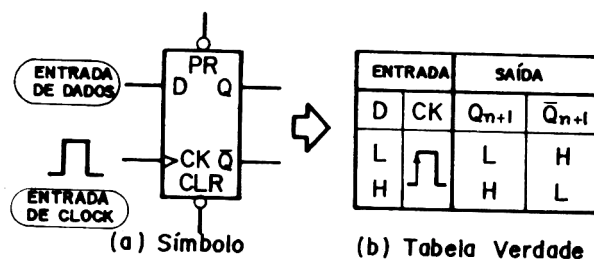 ENTRADA
DE DADOS
PR
D Q
CK Q̅
CLR
ENTRADA
DE CLOCK
(a) Símbolo
ENTRADA SAÍDA
D CK Qn+1 Q̅n+1
L L H
H H L
(b) Tabela Verdade